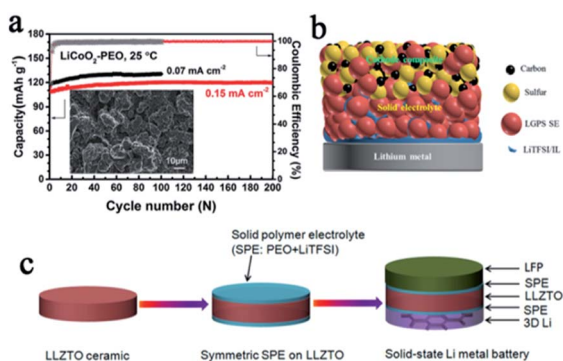 a
180
150
120
90
60
30
0
Capacity(mAh g⁻¹)
LiCoO₂-PEO, 25 °C
0.07 mA cm⁻²
0.15 mA cm⁻²
10μm
0 20 40 60 80 100 120 140 160 180 200
Cycle number (N)
100
80
60
40
20
0
Coulombic Efficiency (%)
b
Solid electrolyte
Lithium metal
Carbon
Sulfur
LGPS SE
LiTFSI/IL
c
Solid polymer electrolyte
(SPE: PEO+LiTFSI)
LFP
SPE
LLZTO
SPE
3D Li
LLZTO ceramic
Symmetric SPE on LLZTO
Solid-state Li metal battery